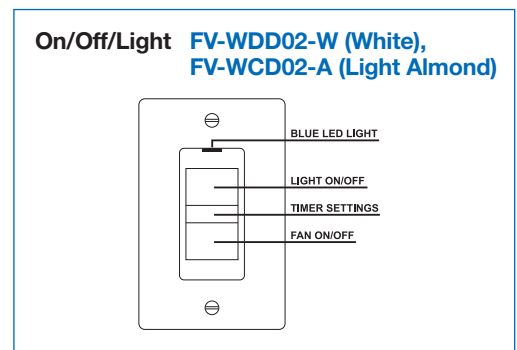 On/Off/Light FV-WDD02-W (White),
FV-WCD02-A (Light Almond)
BLUE LED LIGHT
LIGHT ON/OFF
TIMER SETTINGS
FAN ON/OFF